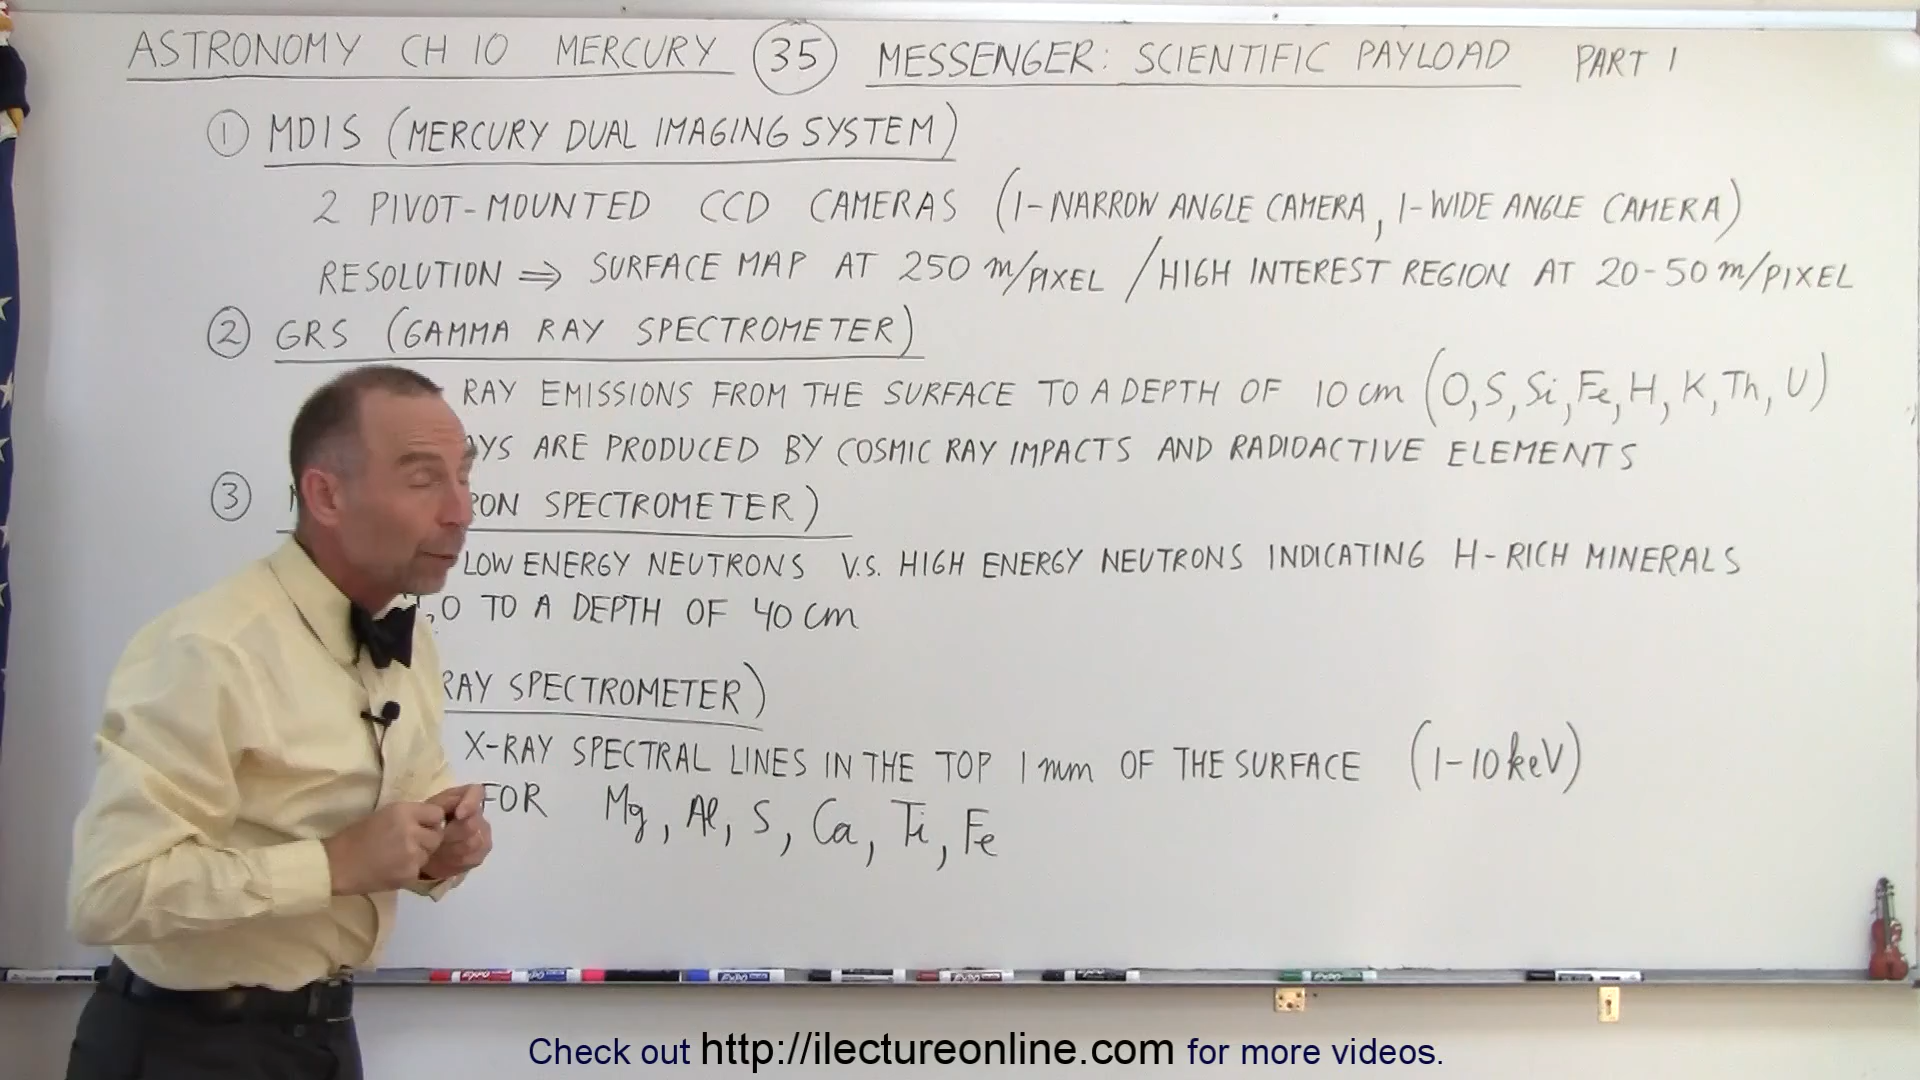 ASTRONOMY CH 10 MERCURY 35 MESSENGER: SCIENTIFIC PAYLOAD PART 1
1 MDIS (MERCURY DUAL IMAGING SYSTEM)
2 PIVOT-MOUNTED CCD CAMERAS (1-NARROW ANGLE CAMERA, 1-WIDE ANGLE CAMERA)
RESOLUTION ⇒ SURFACE MAP AT 250 m/PIXEL / HIGH INTEREST REGION AT 20-50 m/PIXEL
2 GRS (GAMMA RAY SPECTROMETER)
RAY EMISSIONS FROM THE SURFACE TO A DEPTH OF 10 cm (O, S, Si, Fe, H, K, Th, U)
AYS ARE PRODUCED BY COSMIC RAY IMPACTS AND RADIOACTIVE ELEMENTS
3 RON SPECTROMETER)
LOW ENERGY NEUTRONS V.S. HIGH ENERGY NEUTRONS INDICATING H-RICH MINERALS
2O TO A DEPTH OF 40 cm
RAY SPECTROMETER)
X-RAY SPECTRAL LINES IN THE TOP 1 mm OF THE SURFACE (1-10 keV)
FOR Mg, Al, S, Ca, Ti, Fe
Check out http://ilectureonline.com for more videos.